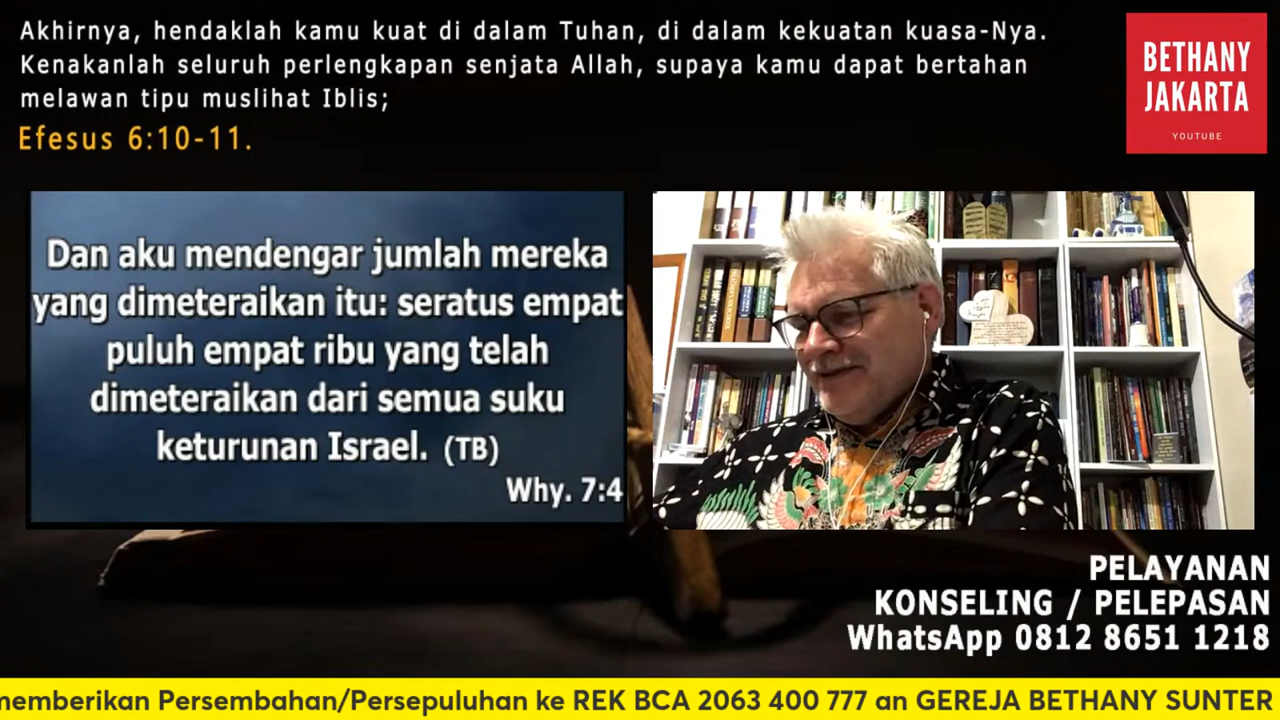 Akhirnya, hendaklah kamu kuat di dalam Tuhan, di dalam kekuatan kuasa-Nya.
Kenakanlah seluruh perlengkapan senjata Allah, supaya kamu dapat bertahan
melawan tipu muslihat Iblis;
Efesus 6:10-11.
BETHANY
JAKARTA
YOUTUBE
Dan aku mendengar jumlah mereka
yang dimeteraikan itu: seratus empat
puluh empat ribu yang telah
dimeteraikan dari semua suku
keturunan Israel. (TB)
Why. 7:4
PELAYANAN
KONSELING / PELEPASAN
WhatsApp 0812 8651 1218
memberikan Persembahan/Persepuluhan ke REK BCA 2063 400 777 an GEREJA BETHANY SUNTER